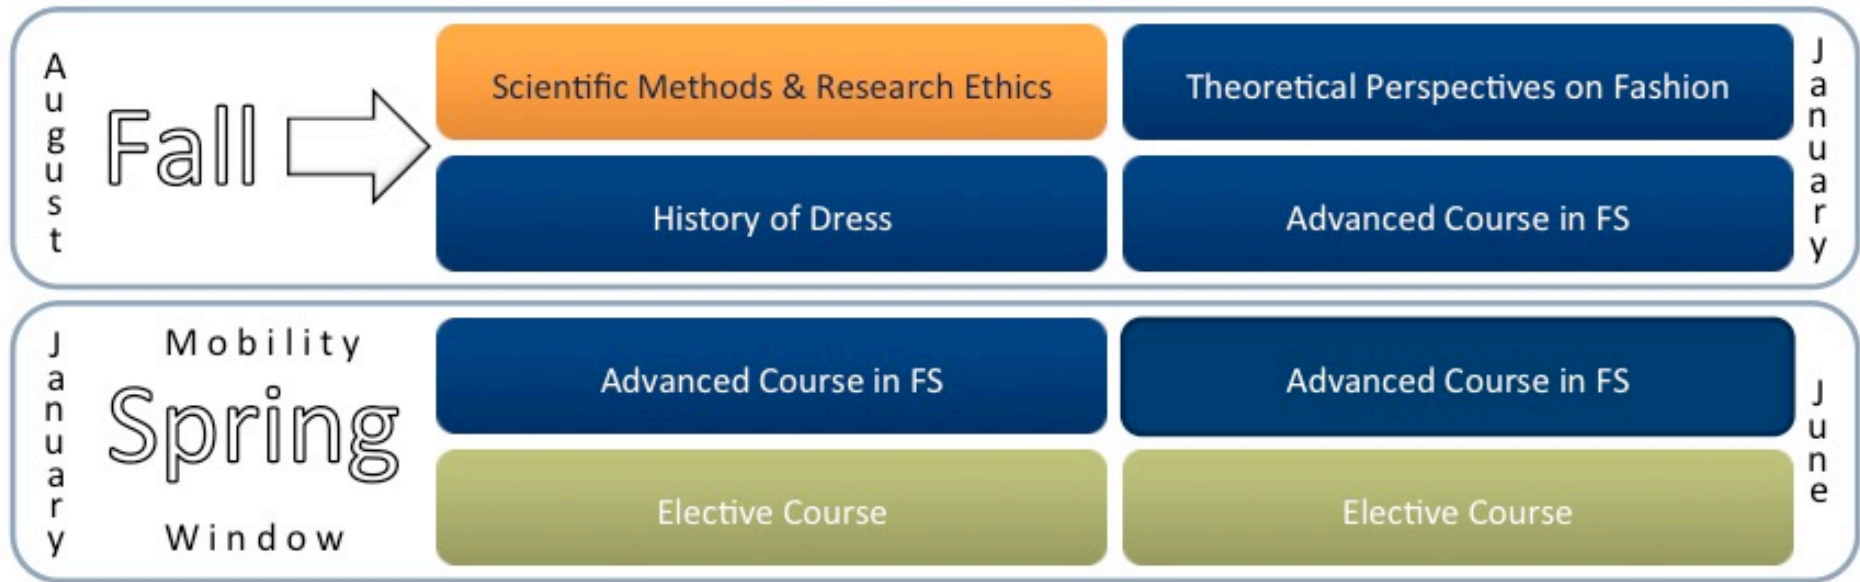 August
Fall
Scientific Methods & Research Ethics
Theoretical Perspectives on Fashion
History of Dress
Advanced Course in FS
January
January
Mobility
Spring
Window
Advanced Course in FS
Advanced Course in FS
Elective Course
Elective Course
June